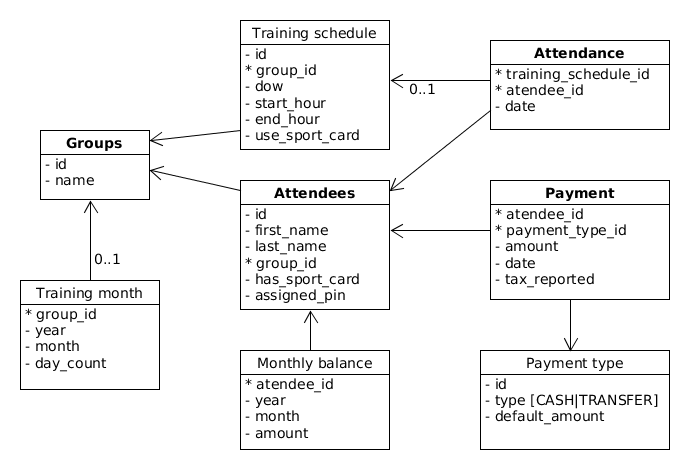 Training schedule
- id
* group_id
- dow
- start_hour
- end_hour
- use_sport_card
Attendance
* training_schedule_id
* atendee_id
- date
0..1
Groups
- id
- name
Attendees
- id
- first_name
- last_name
* group_id
- has_sport_card
- assigned_pin
Payment
* atendee_id
* payment_type_id
- amount
- date
- tax_reported
0..1
Training month
* group_id
- year
- month
- day_count
Monthly balance
* atendee_id
- year
- month
- amount
Payment type
- id
- type [CASH|TRANSFER]
- default_amount